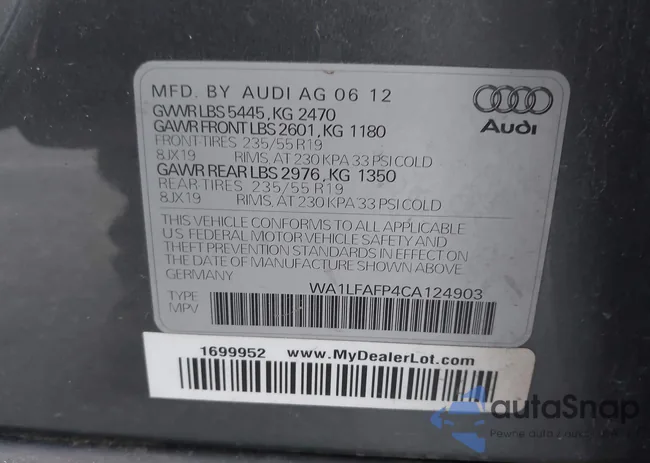 MFD. BY AUDI AG 06 12
GVWR LBS 5445, KG 2470
GAWR FRONT LBS 2601, KG 1180
FRONT-TIRES 235/55 R19
8JX19 RIMS, AT 230 KPA 33 PSI COLD
GAWR REAR LBS 2976, KG 1350
REAR-TIRES 235/55 R19
8JX19 RIMS, AT 230 KPA 33 PSI COLD
THIS VEHICLE CONFORMS TO ALL APPLICABLE
U.S. FEDERAL MOTOR VEHICLE SAFETY AND
THEFT PREVENTION STANDARDS IN EFFECT ON
THE DATE OF MANUFACTURE SHOWN ABOVE.
GERMANY
WA1LFAFP4CA124903
TYPE
MPV
Audi
1699952 www.MyDealerLot.com
autaSnap
Pewne auta z